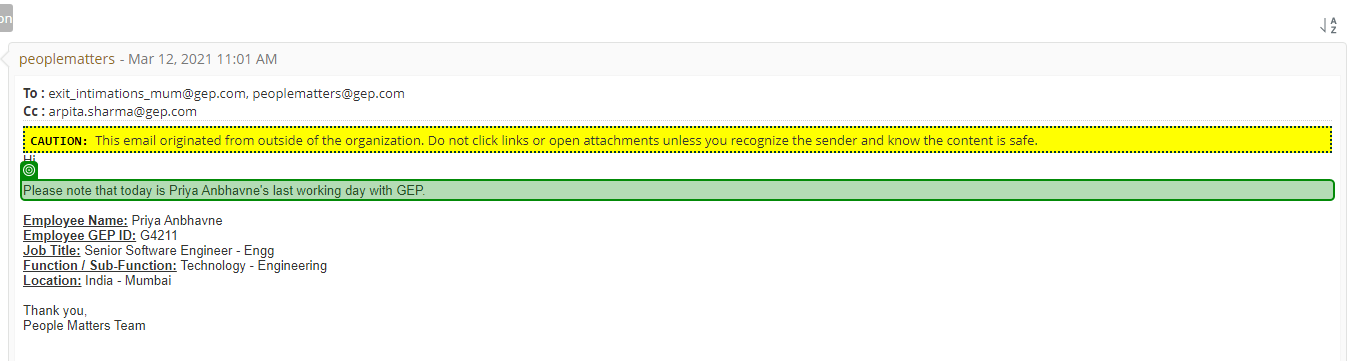 on
A
Z
peoplematters - Mar 12, 2021 11:01 AM
To : exit_intimations_mum@gep.com, peoplematters@gep.com
Cc : arpita.sharma@gep.com
CAUTION: This email originated from outside of the organization. Do not click links or open attachments unless you recognize the sender and know the content is safe.
Hi
Please note that today is Priya Anbhavne's last working day with GEP.
Employee Name: Priya Anbhavne
Employee GEP ID: G4211
Job Title: Senior Software Engineer - Engg
Function / Sub-Function: Technology - Engineering
Location: India - Mumbai
Thank you,
People Matters Team